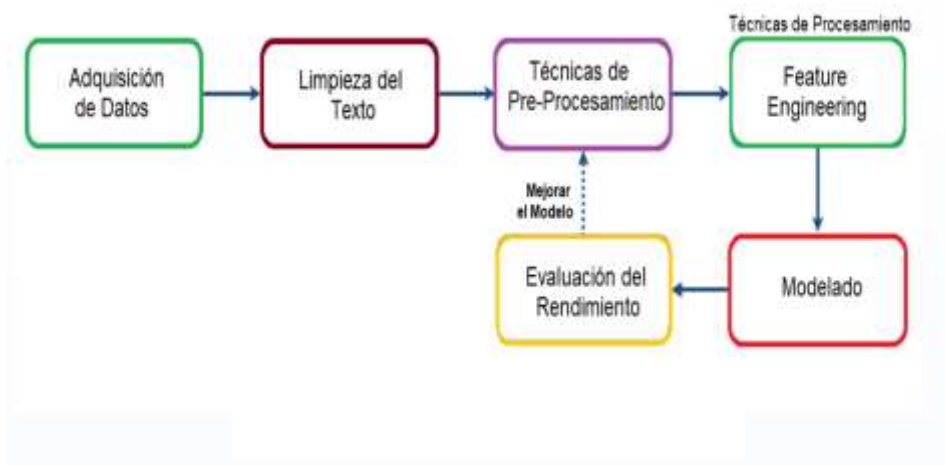 Técnicas de Procesamiento
Adquisición
de Datos
Limpieza del
Texto
Técnicas de
Pre-Procesamiento
Feature
Engineering
Mejorar
el Modelo
Evaluación del
Rendimiento
Modelado